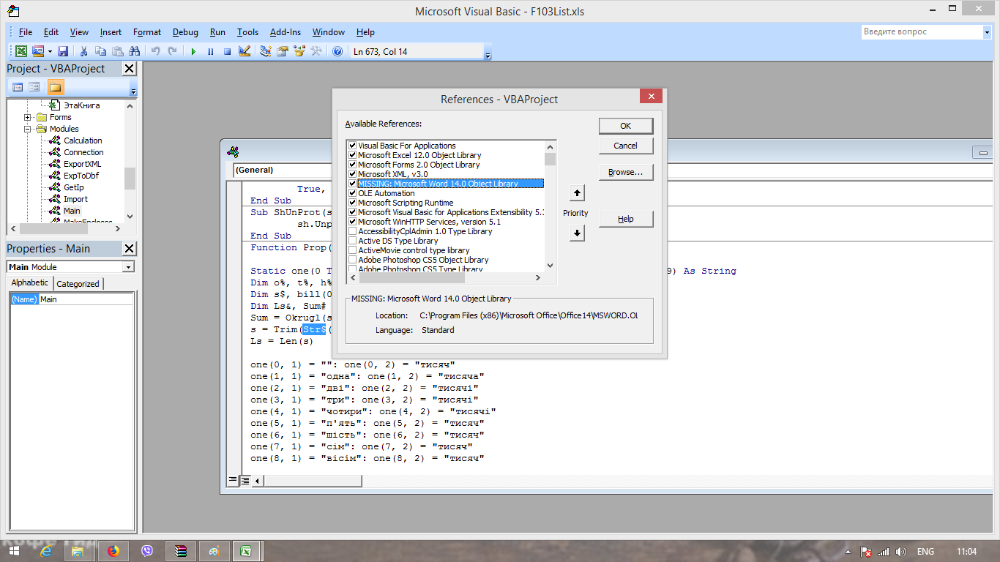 Microsoft Visual Basic - F103List.xls
File Edit View Insert Format Debug Run Tools Add-Ins Window Help
Введите вопрос
Ln 673, Col 14
Project - VBAProject
ЭтаКнига
Forms
Modules
Calculation
Connection
ExportXML
ExpToDbf
GetIp
Import
Main
MakeEncloses
Properties - Main
Main Module
Alphabetic Categorized
(Name) Main
(General)
True,
End Sub
Sub ShUnProt(s
sh.Unp
End Sub
Function Prop(
Static one(0 T
9) As String
Dim o%, t%, h%
Dim s$, bill(0
Dim Ls&, Sum#
Sum = Okrugl(s
s = Trim(Str$(
Ls = Len(s)
one(0, 1) = "": one(0, 2) = "тисяч"
one(1, 1) = "одна": one(1, 2) = "тисяча"
one(2, 1) = "дві": one(2, 2) = "тисячі"
one(3, 1) = "три": one(3, 2) = "тисячі"
one(4, 1) = "чотири": one(4, 2) = "тисячі"
one(5, 1) = "п'ять": one(5, 2) = "тисяч"
one(6, 1) = "шість": one(6, 2) = "тисяч"
one(7, 1) = "сім": one(7, 2) = "тисяч"
one(8, 1) = "вісім": one(8, 2) = "тисяч"
References - VBAProject
Available References:
Visual Basic For Applications
Microsoft Excel 12.0 Object Library
Microsoft Forms 2.0 Object Library
Microsoft XML, v3.0
MISSING: Microsoft Word 14.0 Object Library
OLE Automation
Microsoft Scripting Runtime
Microsoft Visual Basic for Applications Extensibility 5.3
Microsoft WinHTTP Services, version 5.1
AccessibilityCplAdmin 1.0 Type Library
Active DS Type Library
ActiveMovie control type library
Adobe Photoshop CS5 Object Library
Adobe Photoshop CS5 Type Library
OK
Cancel
Browse...
Priority
Help
MISSING: Microsoft Word 14.0 Object Library
Location: C:\Program Files (x86)\Microsoft Office\Office14\MSWORD.OL
Language: Standard
ENG
11:04